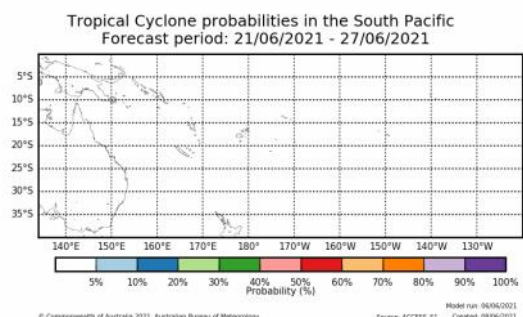 Tropical Cyclone probabilities in the South Pacific
Forecast period: 21/06/2021 - 27/06/2021
5°S
10°S
15°S
20°S
25°S
30°S
35°S
140°E 150°E 160°E 170°E 180° 170°W 160°W 150°W 140°W 130°W
5% 10% 20% 30% 40% 50% 60% 70% 80% 90% 100%
Probability (%)
Model run: 06/06/2021
© Commonwealth of Australia 2021, Australian Bureau of Meteorology Source: ACCESS-S1 Created: 08/06/2021